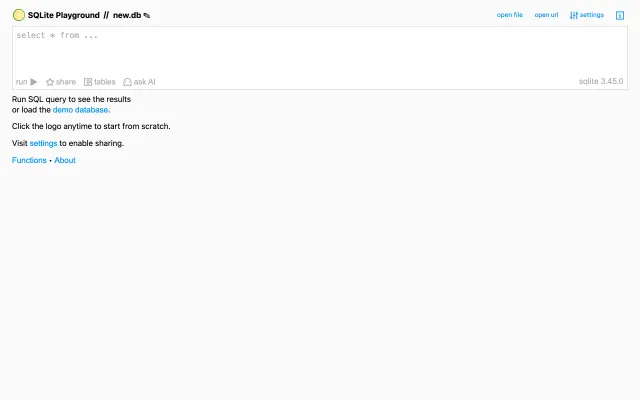 SQLite Playground // new.db ✎ open file open url settings
select * from ...
run ▶ share tables ask AI sqlite 3.45.0
Run SQL query to see the results
or load the demo database.
Click the logo anytime to start from scratch.
Visit settings to enable sharing.
Functions • About